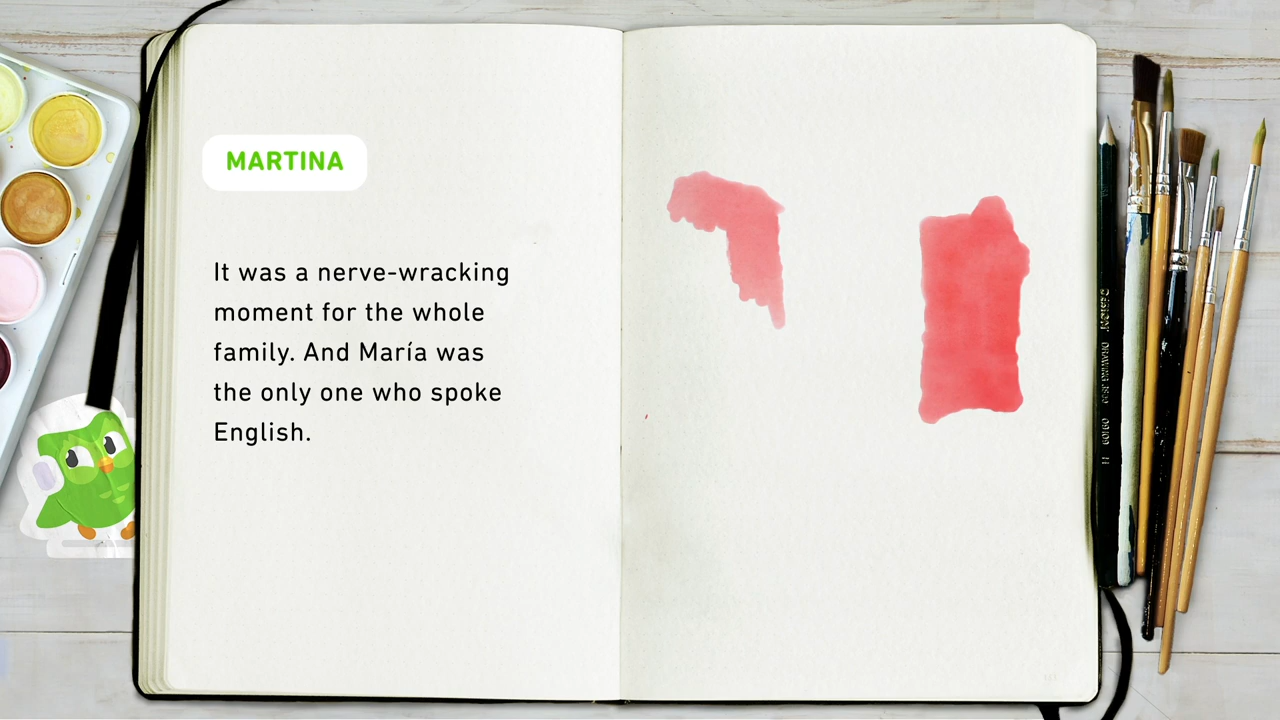 MARTINA
It was a nerve-wracking
moment for the whole
family. And María was
the only one who spoke
English.